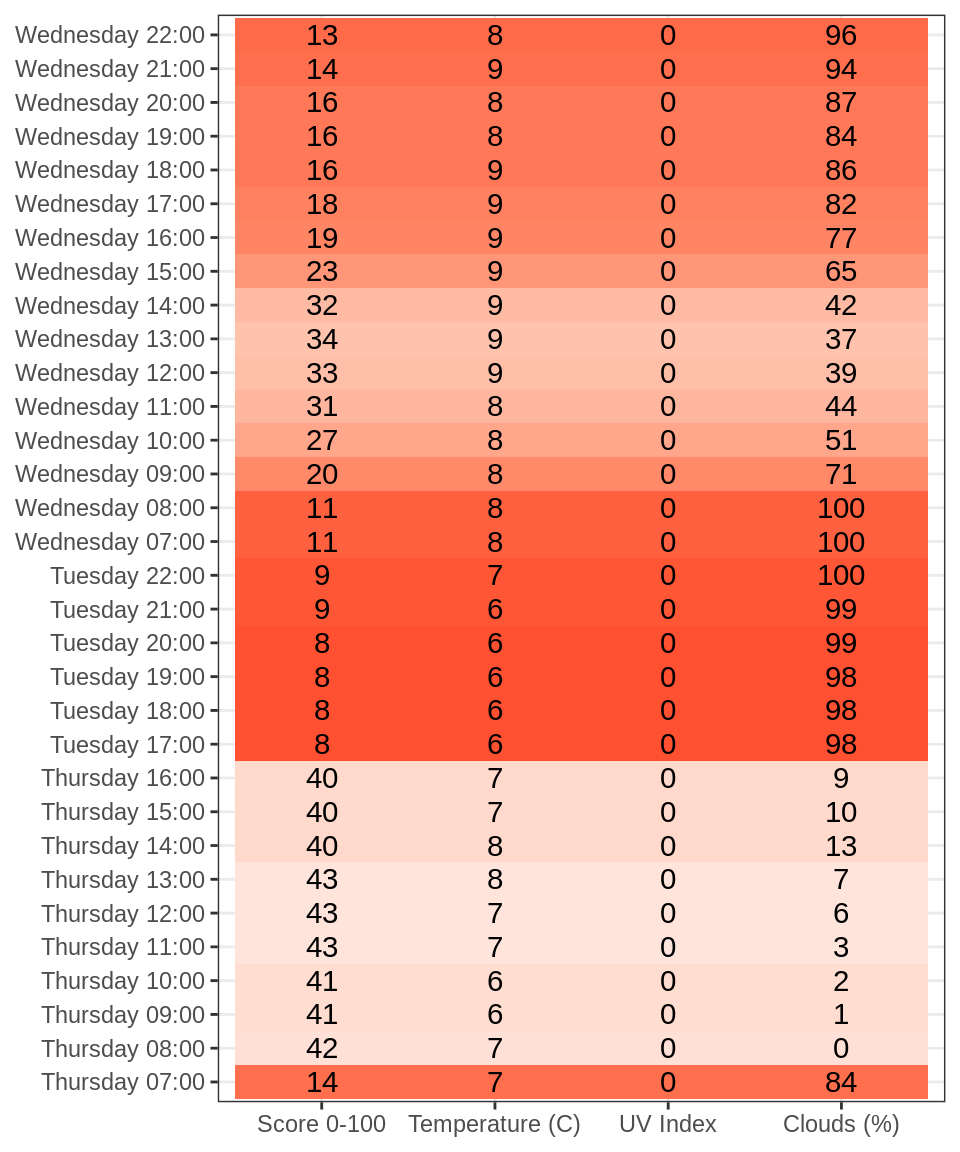 Wednesday 22:00 13 8 0 96
Wednesday 21:00 14 9 0 94
Wednesday 20:00 16 8 0 87
Wednesday 19:00 16 8 0 84
Wednesday 18:00 16 9 0 86
Wednesday 17:00 18 9 0 82
Wednesday 16:00 19 9 0 77
Wednesday 15:00 23 9 0 65
Wednesday 14:00 32 9 0 42
Wednesday 13:00 34 9 0 37
Wednesday 12:00 33 9 0 39
Wednesday 11:00 31 8 0 44
Wednesday 10:00 27 8 0 51
Wednesday 09:00 20 8 0 71
Wednesday 08:00 11 8 0 100
Wednesday 07:00 11 8 0 100
Tuesday 22:00 9 7 0 100
Tuesday 21:00 9 6 0 99
Tuesday 20:00 8 6 0 99
Tuesday 19:00 8 6 0 98
Tuesday 18:00 8 6 0 98
Tuesday 17:00 8 6 0 98
Thursday 16:00 40 7 0 9
Thursday 15:00 40 7 0 10
Thursday 14:00 40 8 0 13
Thursday 13:00 43 8 0 7
Thursday 12:00 43 7 0 6
Thursday 11:00 43 7 0 3
Thursday 10:00 41 6 0 2
Thursday 09:00 41 6 0 1
Thursday 08:00 42 7 0 0
Thursday 07:00 14 7 0 84
Score 0-100 Temperature (C) UV Index Clouds (%)